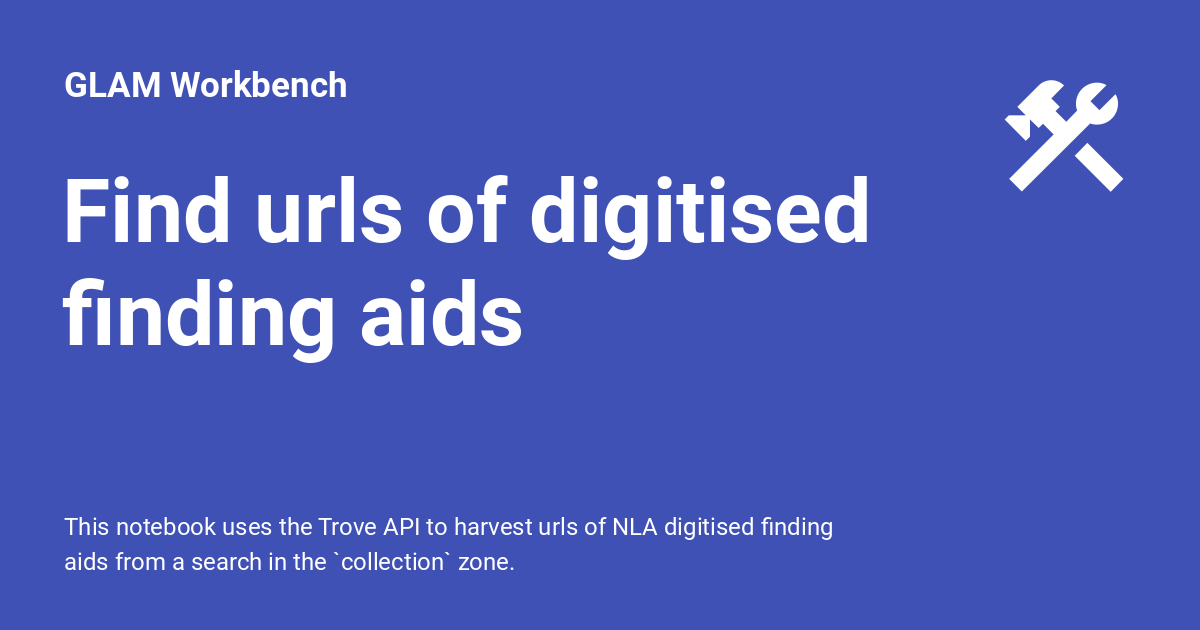 GLAM Workbench
Find urls of digitised
finding aids
This notebook uses the Trove API to harvest urls of NLA digitised finding
aids from a search in the `collection` zone.